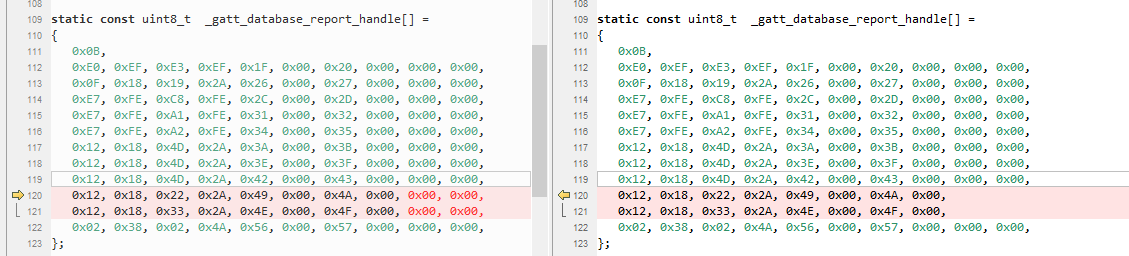 108
109 static const uint8_t  _gatt_database_report_handle[] =
110 {
111    0x0B,
112    0xE0, 0xEF, 0xE3, 0xEF, 0x1F, 0x00, 0x20, 0x00, 0x00, 0x00,
113    0x0F, 0x18, 0x19, 0x2A, 0x26, 0x00, 0x27, 0x00, 0x00, 0x00,
114    0xE7, 0xFE, 0xC8, 0xFE, 0x2C, 0x00, 0x2D, 0x00, 0x00, 0x00,
115    0xE7, 0xFE, 0xA1, 0xFE, 0x31, 0x00, 0x32, 0x00, 0x00, 0x00,
116    0xE7, 0xFE, 0xA2, 0xFE, 0x34, 0x00, 0x35, 0x00, 0x00, 0x00,
117    0x12, 0x18, 0x4D, 0x2A, 0x3A, 0x00, 0x3B, 0x00, 0x00, 0x00,
118    0x12, 0x18, 0x4D, 0x2A, 0x3E, 0x00, 0x3F, 0x00, 0x00, 0x00,
119    0x12, 0x18, 0x4D, 0x2A, 0x42, 0x00, 0x43, 0x00, 0x00, 0x00,
120    0x12, 0x18, 0x22, 0x2A, 0x49, 0x00, 0x4A, 0x00, 0x00, 0x00,
121    0x12, 0x18, 0x33, 0x2A, 0x4E, 0x00, 0x4F, 0x00, 0x00, 0x00,
122    0x02, 0x38, 0x02, 0x4A, 0x56, 0x00, 0x57, 0x00, 0x00, 0x00,
123 };
108
109 static const uint8_t  _gatt_database_report_handle[] =
110 {
111    0x0B,
112    0xE0, 0xEF, 0xE3, 0xEF, 0x1F, 0x00, 0x20, 0x00, 0x00, 0x00,
113    0x0F, 0x18, 0x19, 0x2A, 0x26, 0x00, 0x27, 0x00, 0x00, 0x00,
114    0xE7, 0xFE, 0xC8, 0xFE, 0x2C, 0x00, 0x2D, 0x00, 0x00, 0x00,
115    0xE7, 0xFE, 0xA1, 0xFE, 0x31, 0x00, 0x32, 0x00, 0x00, 0x00,
116    0xE7, 0xFE, 0xA2, 0xFE, 0x34, 0x00, 0x35, 0x00, 0x00, 0x00,
117    0x12, 0x18, 0x4D, 0x2A, 0x3A, 0x00, 0x3B, 0x00, 0x00, 0x00,
118    0x12, 0x18, 0x4D, 0x2A, 0x3E, 0x00, 0x3F, 0x00, 0x00, 0x00,
119    0x12, 0x18, 0x4D, 0x2A, 0x42, 0x00, 0x43, 0x00, 0x00, 0x00,
120    0x12, 0x18, 0x22, 0x2A, 0x49, 0x00, 0x4A, 0x00,
121    0x12, 0x18, 0x33, 0x2A, 0x4E, 0x00, 0x4F, 0x00,
122    0x02, 0x38, 0x02, 0x4A, 0x56, 0x00, 0x57, 0x00, 0x00, 0x00,
123 };